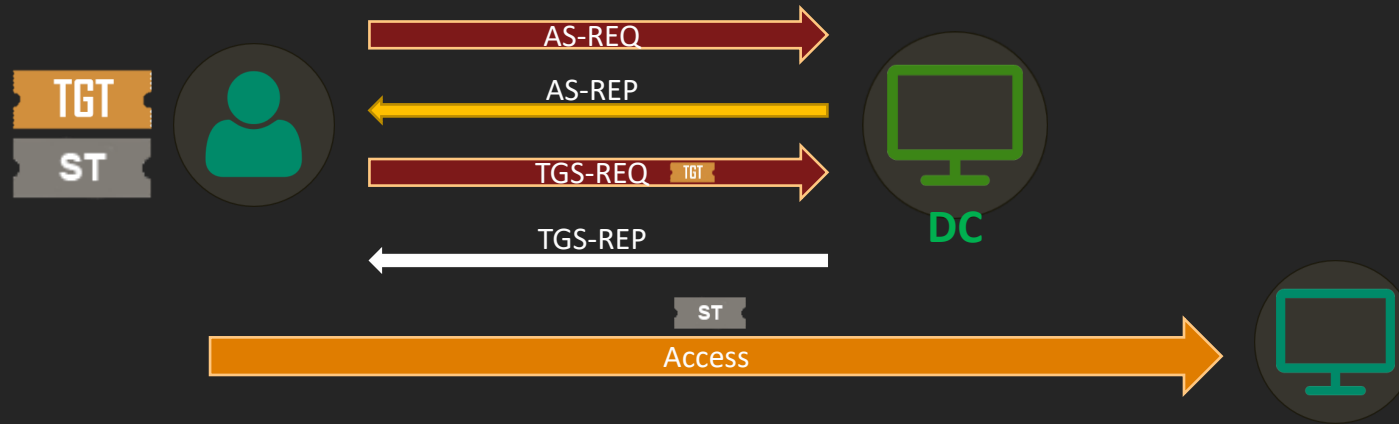 AS-REQ
TGT
AS-REP
ST
TGS-REQ TGT
DC
TGS-REP
ST
Access